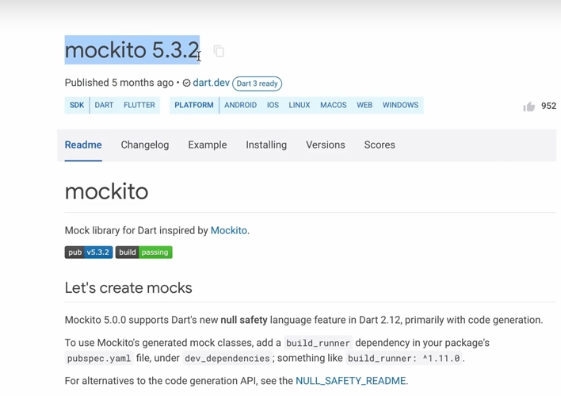 mockito 5.3.2
Published 5 months ago • dart.dev Dart 3 ready
SDK DART FLUTTER PLATFORM ANDROID IOS LINUX MACOS WEB WINDOWS
952
Readme Changelog Example Installing Versions Scores
mockito
Mock library for Dart inspired by Mockito.
pub v5.3.2 build passing
Let's create mocks
Mockito 5.0.0 supports Dart's new null safety language feature in Dart 2.12, primarily with code generation.
To use Mockito's generated mock classes, add a build_runner dependency in your package's
pubspec.yaml file, under dev_dependencies; something like build_runner: ^1.11.0.
For alternatives to the code generation API, see the NULL_SAFETY_README.